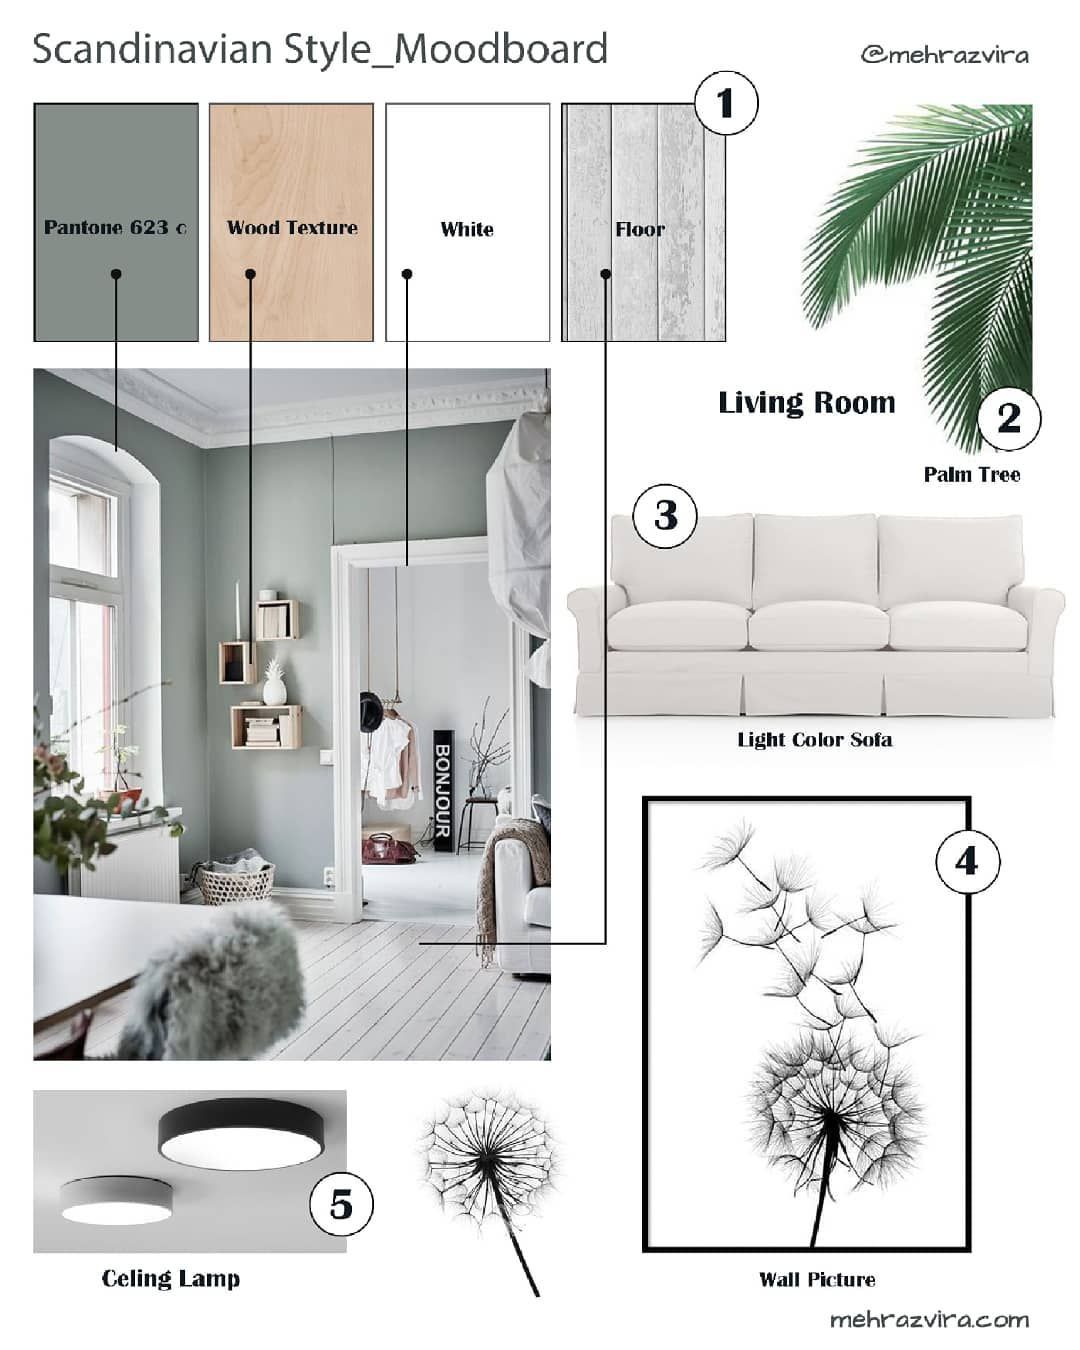 Scandinavian Style_Moodboard
@mehrazvira
1
Pantone 623 c
Wood Texture
White
Floor
Living Room
2
Palm Tree
3
Light Color Sofa
BONJOUR
4
5
Celing Lamp
Wall Picture
mehrazvira.com